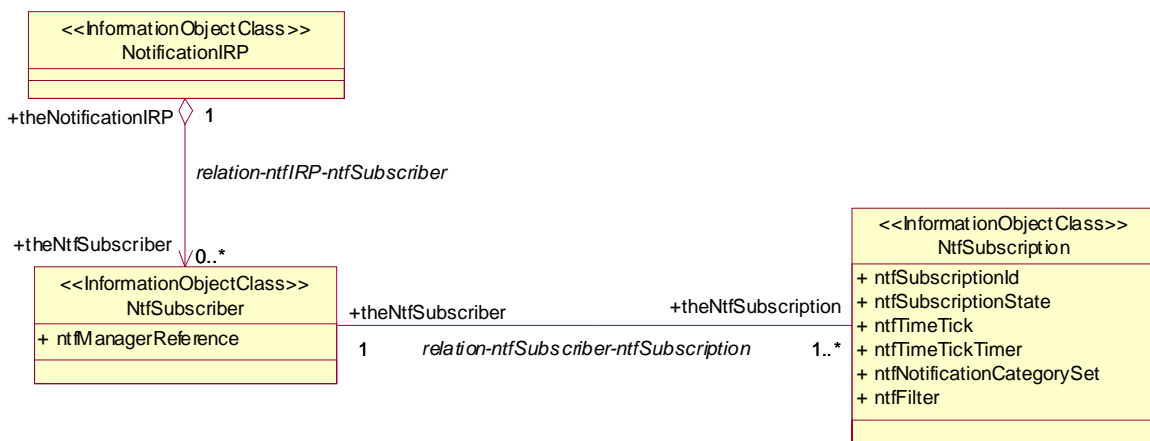 <<InformationObjectClass>>
NotificationIRP
+theNotificationIRP
1
relation-ntfIRP-ntfSubscriber
+theNtfSubscriber
0..*
<<InformationObjectClass>>
NtfSubscriber
+ ntfManagerReference
+theNtfSubscriber
1
relation-ntfSubscriber-ntfSubscription
+theNtfSubscription
1..*
<<InformationObjectClass>>
NtfSubscription
+ ntfSubscriptionId
+ ntfSubscriptionState
+ ntfTimeTick
+ ntfTimeTickTimer
+ ntfNotificationCategorySet
+ ntfFilter